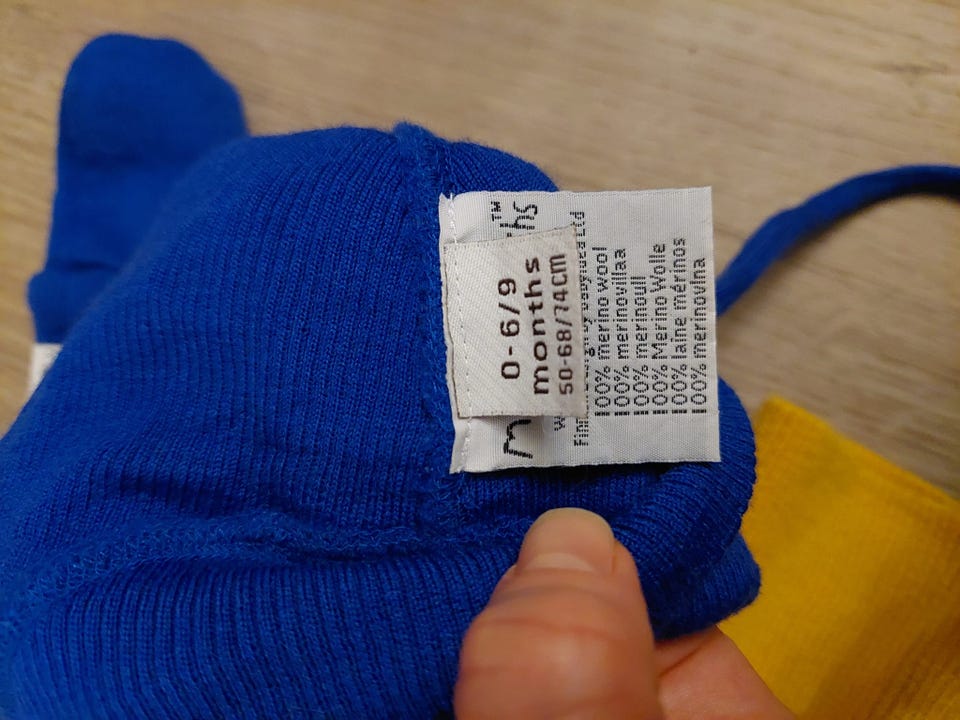 0-6/9
months
50-68/74CM
100% merino wool
100% merinovillaa
100% merinoull
100% Merino Wolle
100% laine mérinos
100% merinovlna